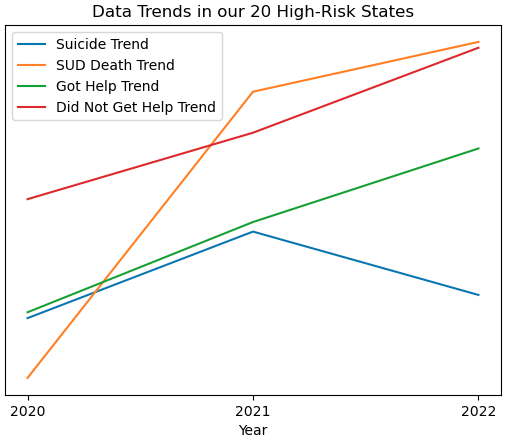 Data Trends in our 20 High-Risk States
Suicide Trend
SUD Death Trend
Got Help Trend
Did Not Get Help Trend
2020 2021 2022
Year